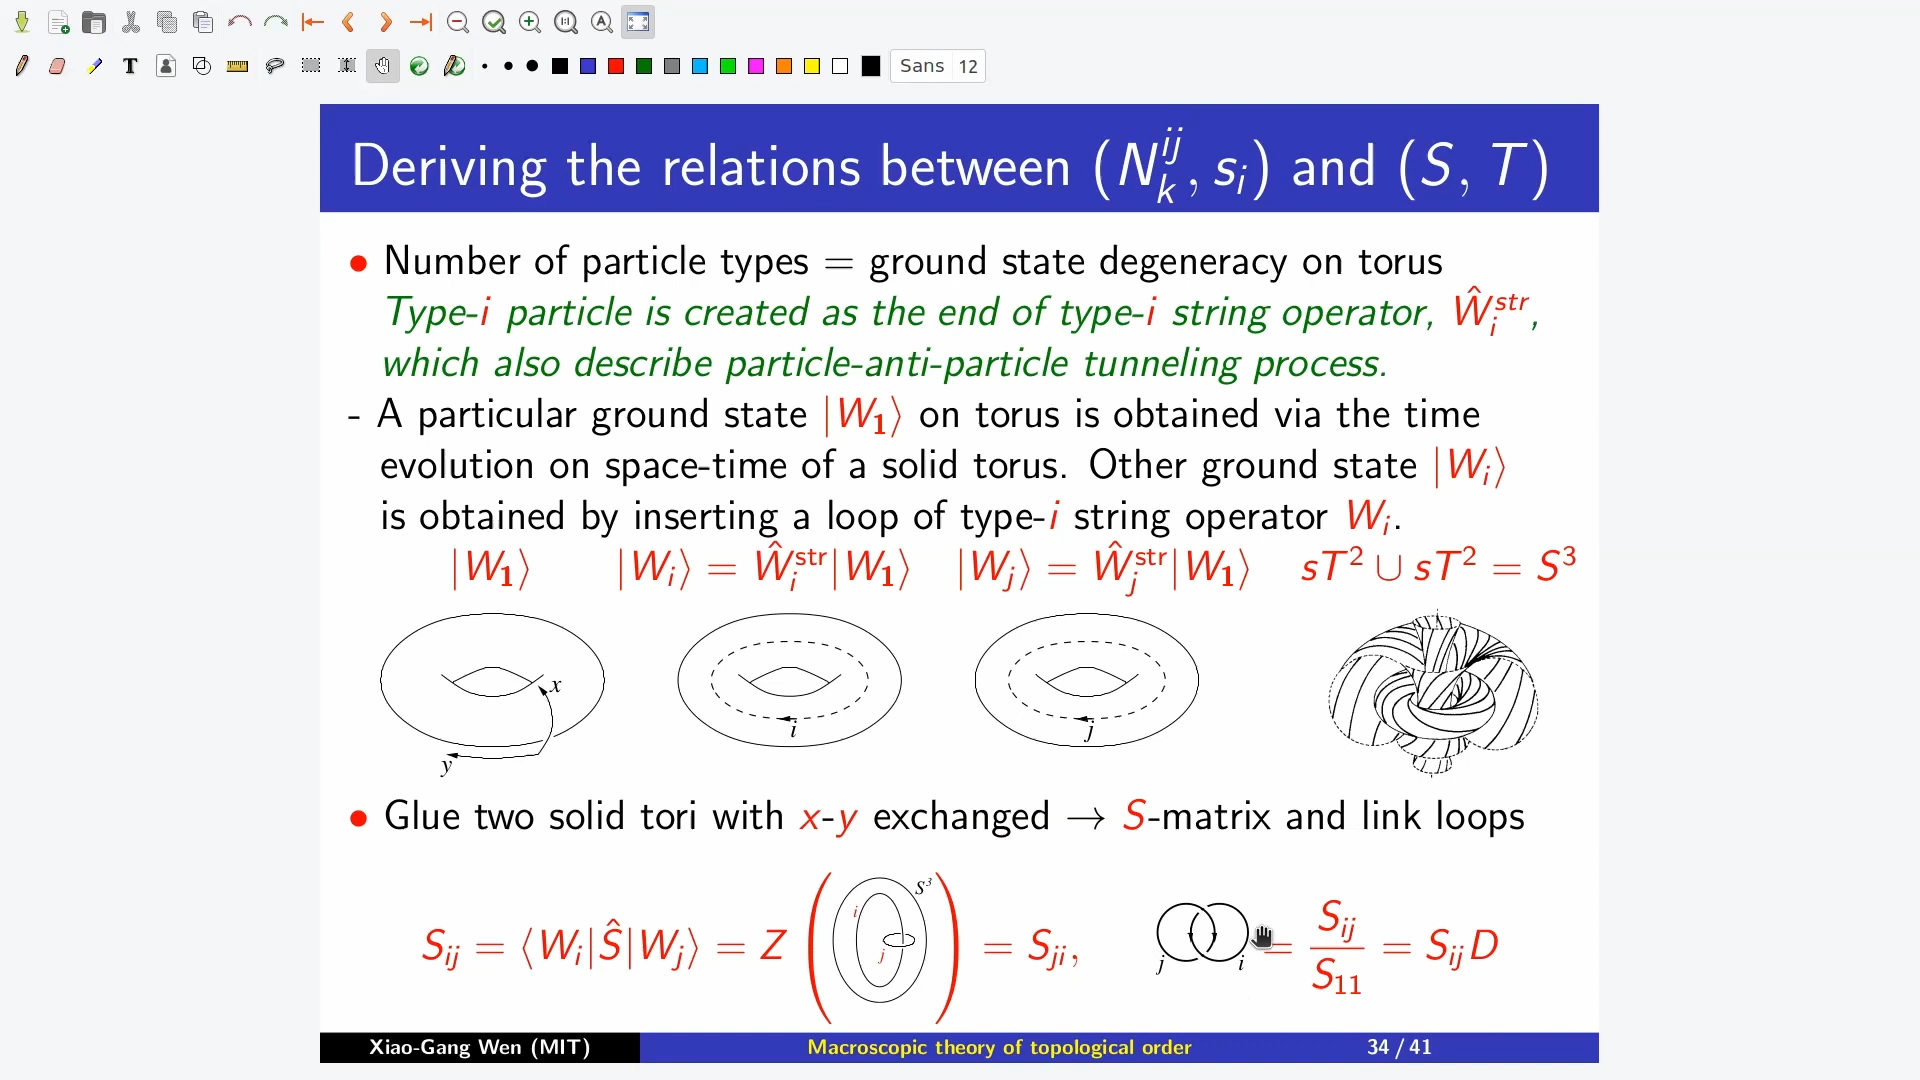 T Sans 12
Deriving the relations between (N_k^{ij}, s_i) and (S, T)
• Number of particle types = ground state degeneracy on torus
Type-i particle is created as the end of type-i string operator, Ŵ_i^{str},
which also describe particle-anti-particle tunneling process.
- A particular ground state |W_1⟩ on torus is obtained via the time
evolution on space-time of a solid torus. Other ground state |W_i⟩
is obtained by inserting a loop of type-i string operator W_i.
|W_1⟩ |W_i⟩ = Ŵ_i^{str}|W_1⟩ |W_j⟩ = Ŵ_j^{str}|W_1⟩ sT² ∪ sT² = S³
x
y i j
• Glue two solid tori with x-y exchanged → S-matrix and link loops
S_{ij} = ⟨W_i|Ŝ|W_j⟩ = Z ( i j S³ ) = S_{ji}, j i = S_{ij}/S_{11} = S_{ij}D
Xiao-Gang Wen (MIT) Macroscopic theory of topological order 34 / 41